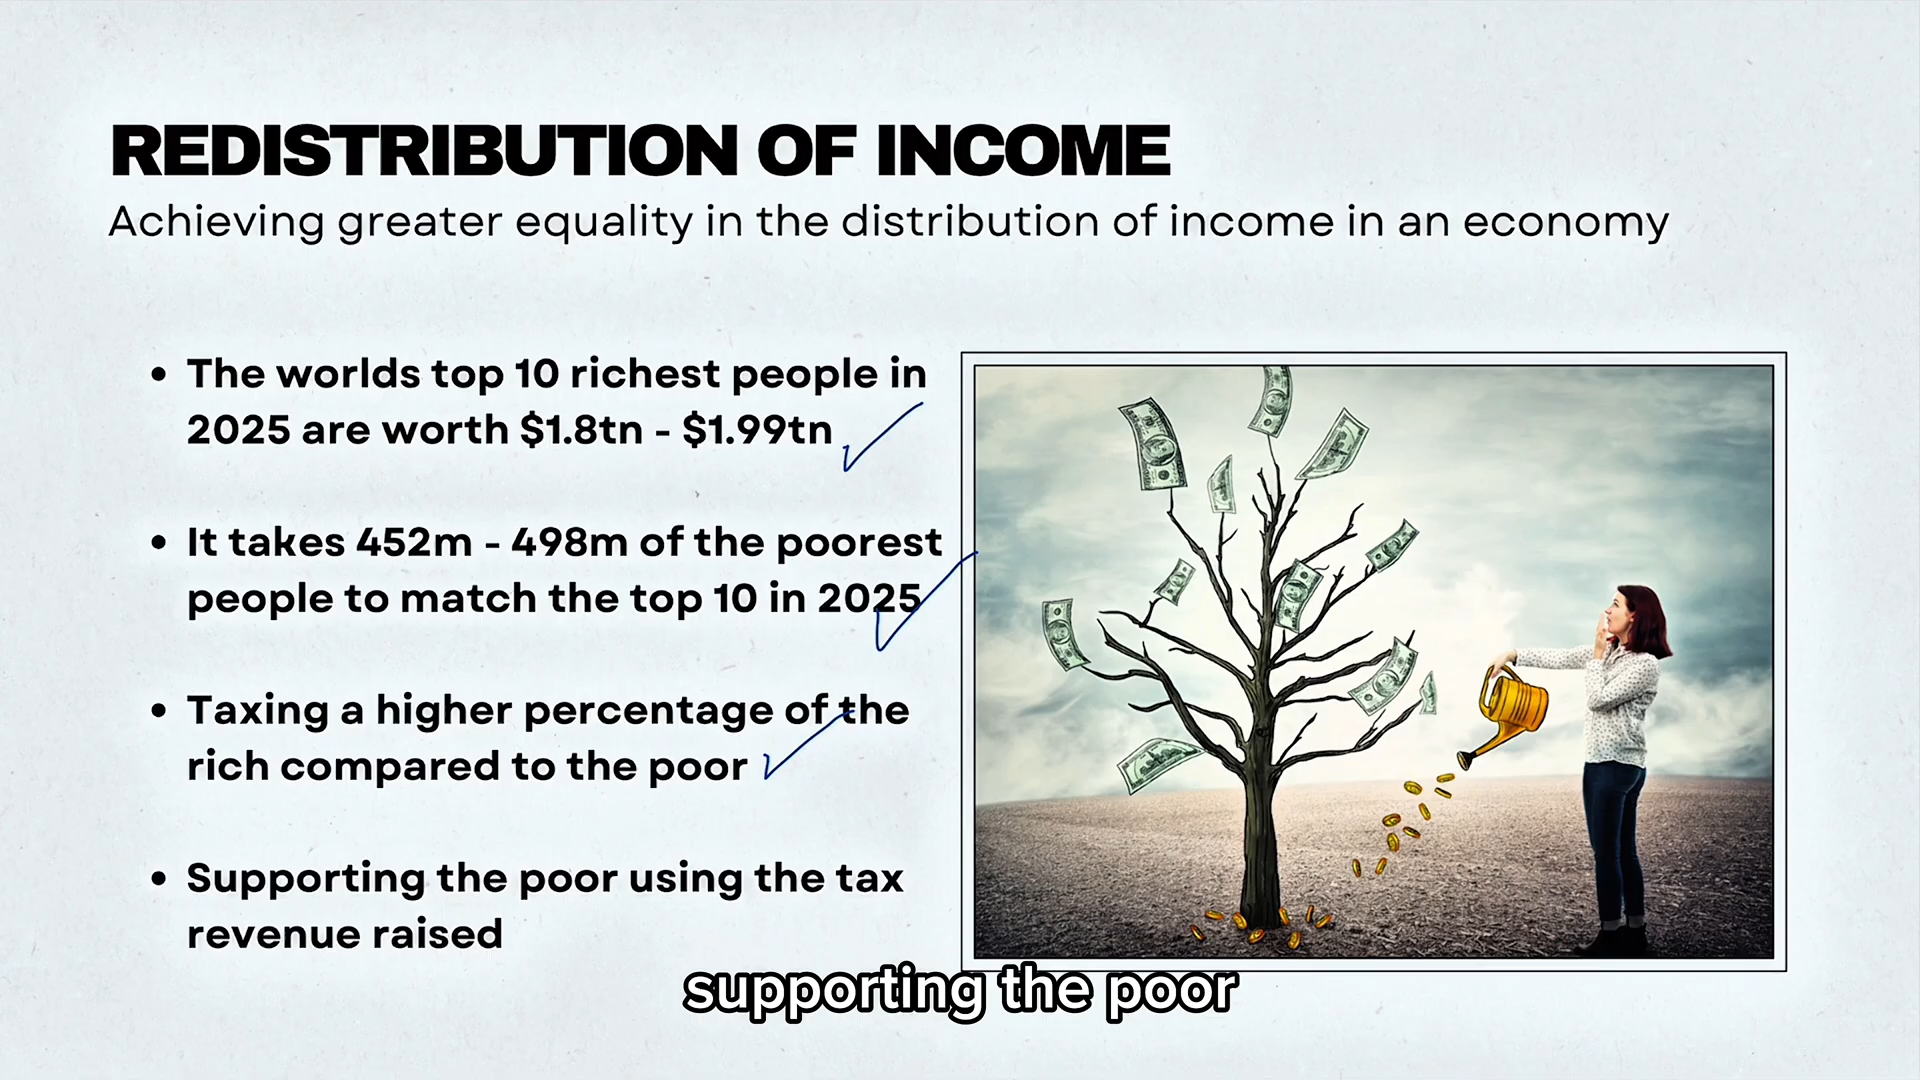 REDISTRIBUTION OF INCOME
Achieving greater equality in the distribution of income in an economy
• The worlds top 10 richest people in
2025 are worth $1.8tn - $1.99tn
• It takes 452m - 498m of the poorest
people to match the top 10 in 2025
• Taxing a higher percentage of the
rich compared to the poor
• Supporting the poor using the tax
revenue raised
supporting the poor